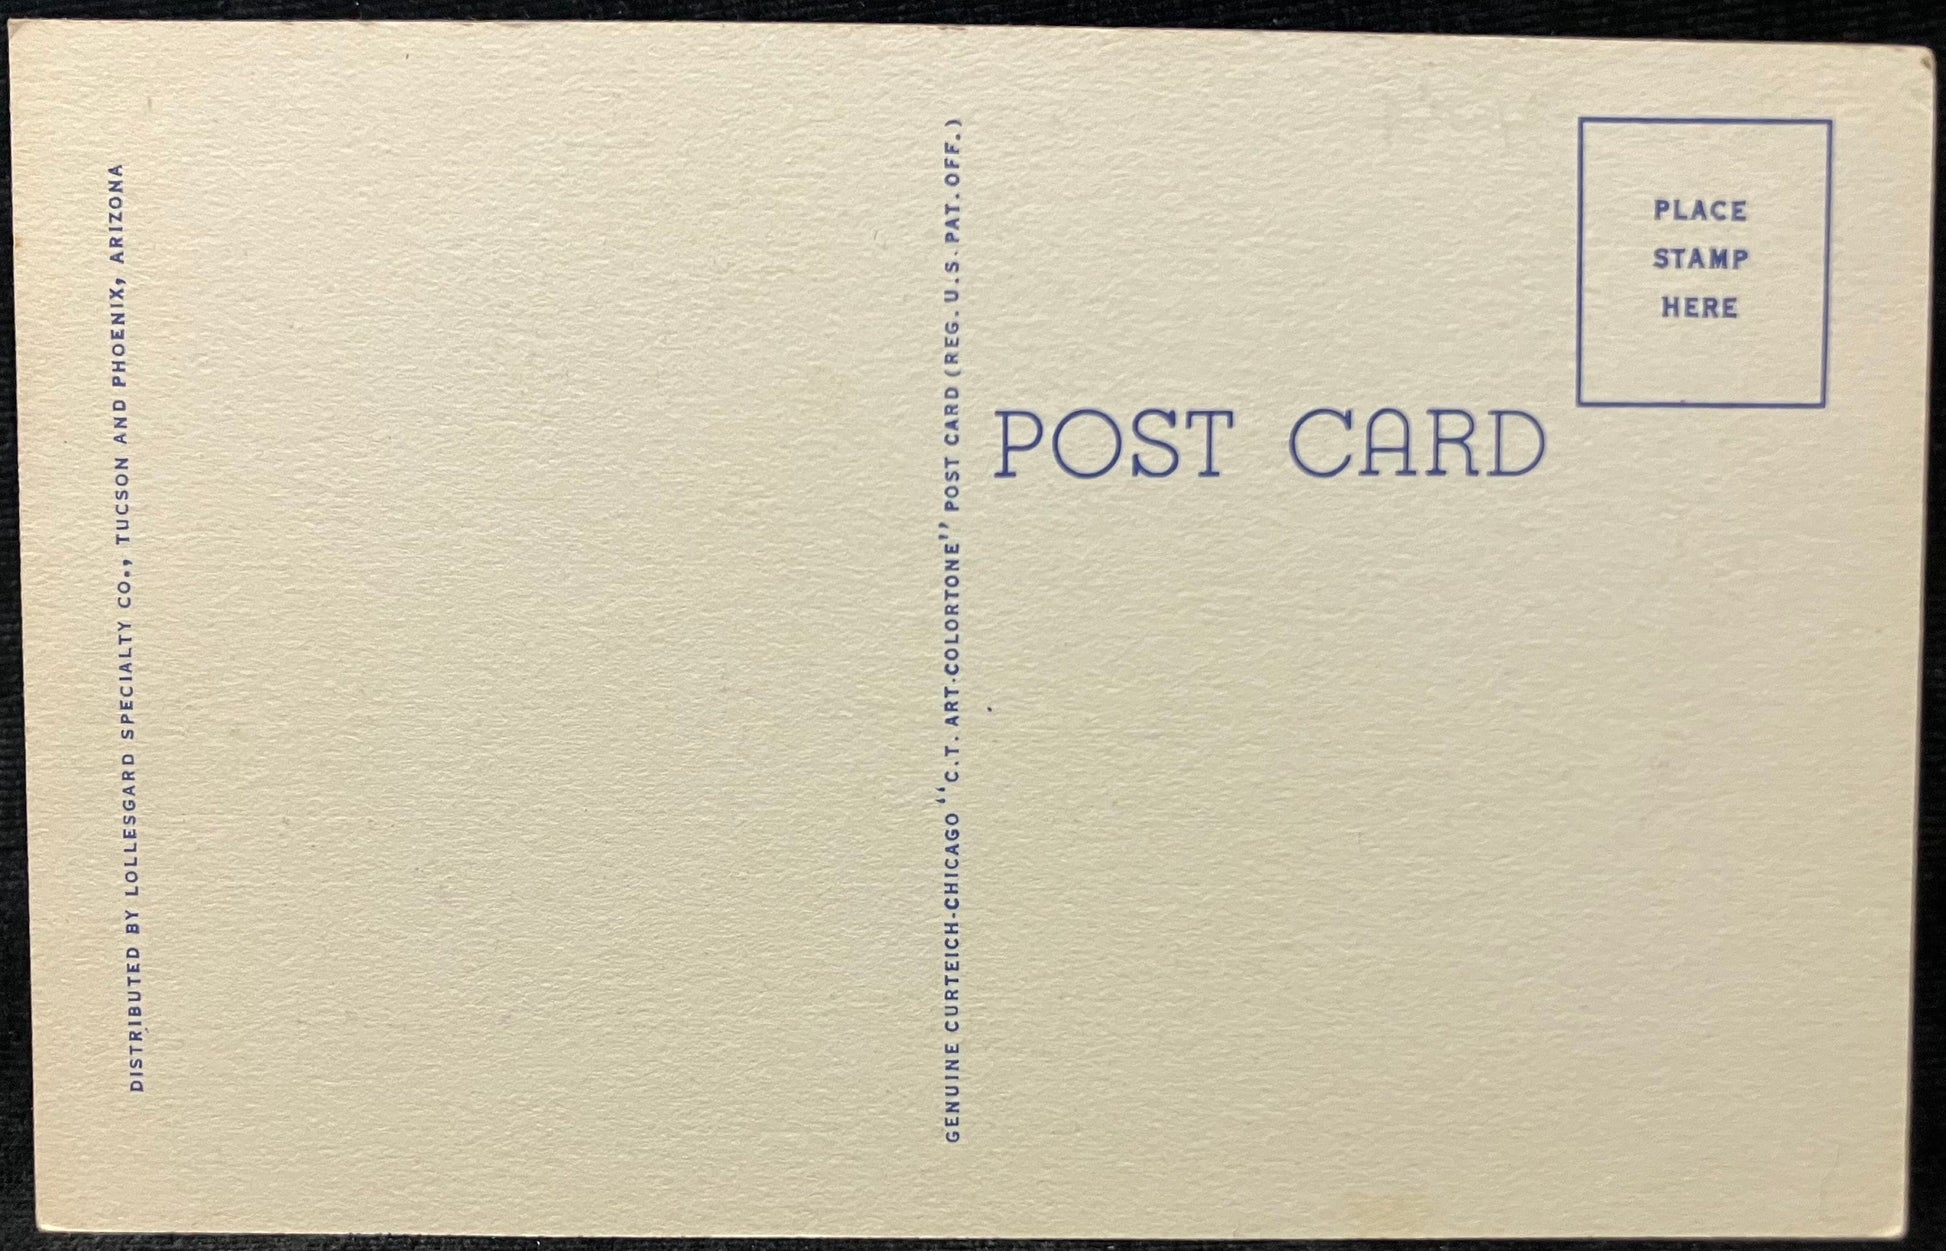 DISTRIBUTED BY LOLLESGARD SPECIALTY CO., TUCSON AND PHOENIX, ARIZONA
GENUINE CURTEICH-CHICAGO "C.T. ART-COLORTONE" POST CARD (REG. U.S. PAT. OFF.)
PLACE
STAMP
HERE
POST CARD